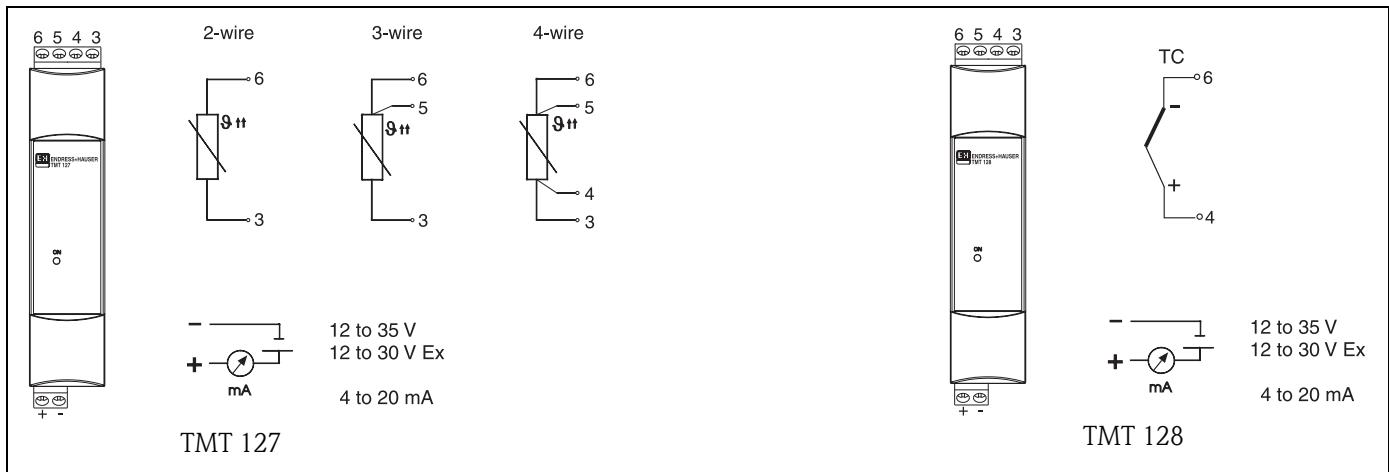 6 5 4 3
2-wire
3-wire
4-wire
6 5 4 3
TC
6
6
5
6
5
6
ϑ
ϑ
ϑ
-
E+H ENDRESS+HAUSER
TMT 127
E+H ENDRESS+HAUSER
TMT 128
+
4
3
3
3
4
ON
ON
-
12 to 35 V
12 to 30 V Ex
+
mA
4 to 20 mA
-
12 to 35 V
12 to 30 V Ex
+
mA
4 to 20 mA
+ -
+ -
TMT 127
TMT 128